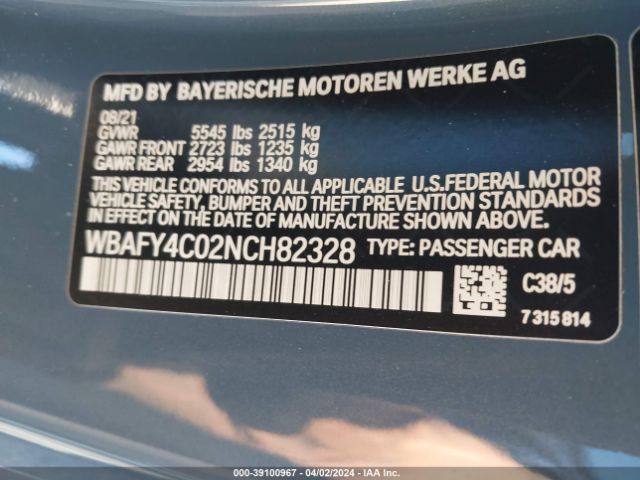 MFD BY BAYERISCHE MOTOREN WERKE AG
08/21
GVWR 5545 lbs 2515 kg
GAWR FRONT 2723 lbs 1235 kg
GAWR REAR 2954 lbs 1340 kg
THIS VEHICLE CONFORMS TO ALL APPLICABLE U.S.FEDERAL MOTOR
VEHICLE SAFETY, BUMPER AND THEFT PREVENTION STANDARDS
IN EFFECT ON THE DATE OF MANUFACTURE SHOWN ABOVE.
WBAFY4C02NCH82328 TYPE: PASSENGER CAR
C38/5
7 315 814
000-39100967 - 04/02/2024 - IAA Inc.